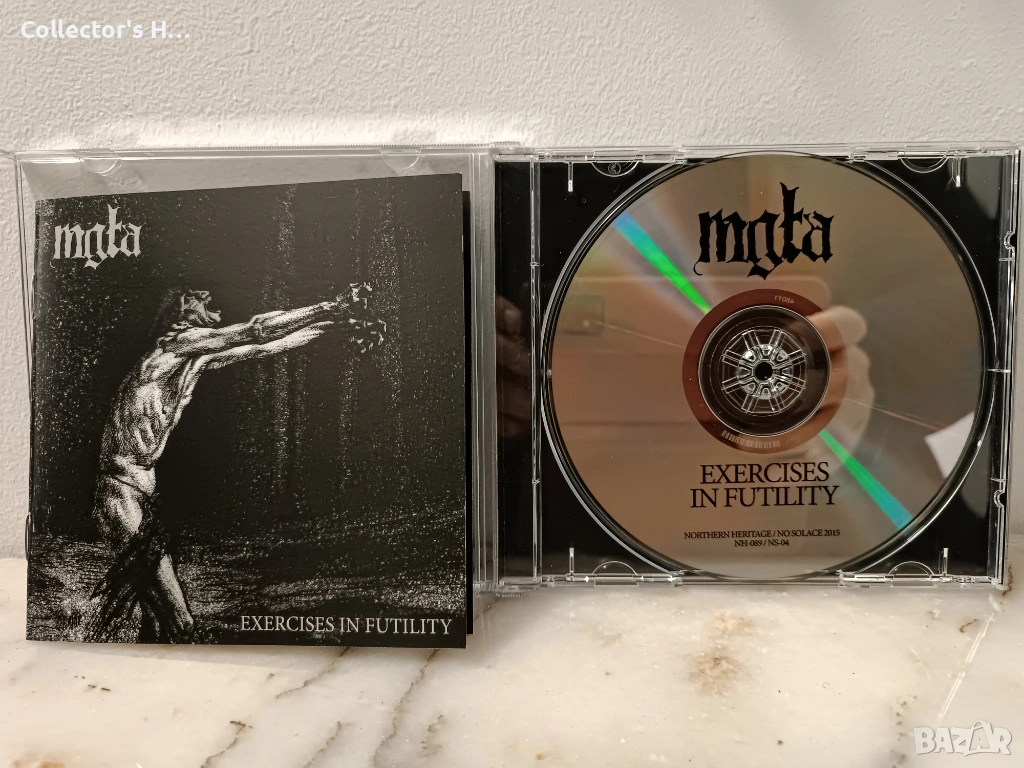 Collector's H...
mgła
EXERCISES IN FUTILITY
mgła
11084
EXERCISES
IN FUTILITY
NORTHERN HERITAGE / NO SOLACE 2015
NH-089 / NS-04
BAZAR